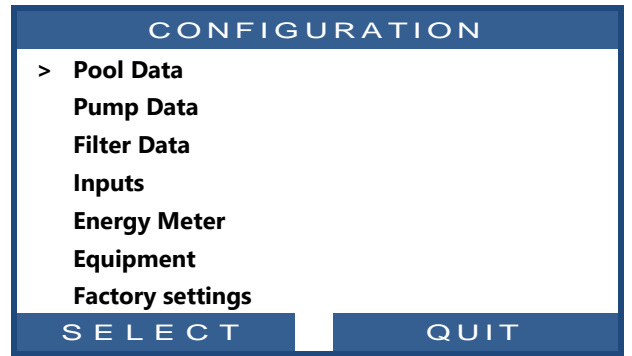 CONFIGURATION
> Pool Data
Pump Data
Filter Data
Inputs
Energy Meter
Equipment
Factory settings
SELECT QUIT